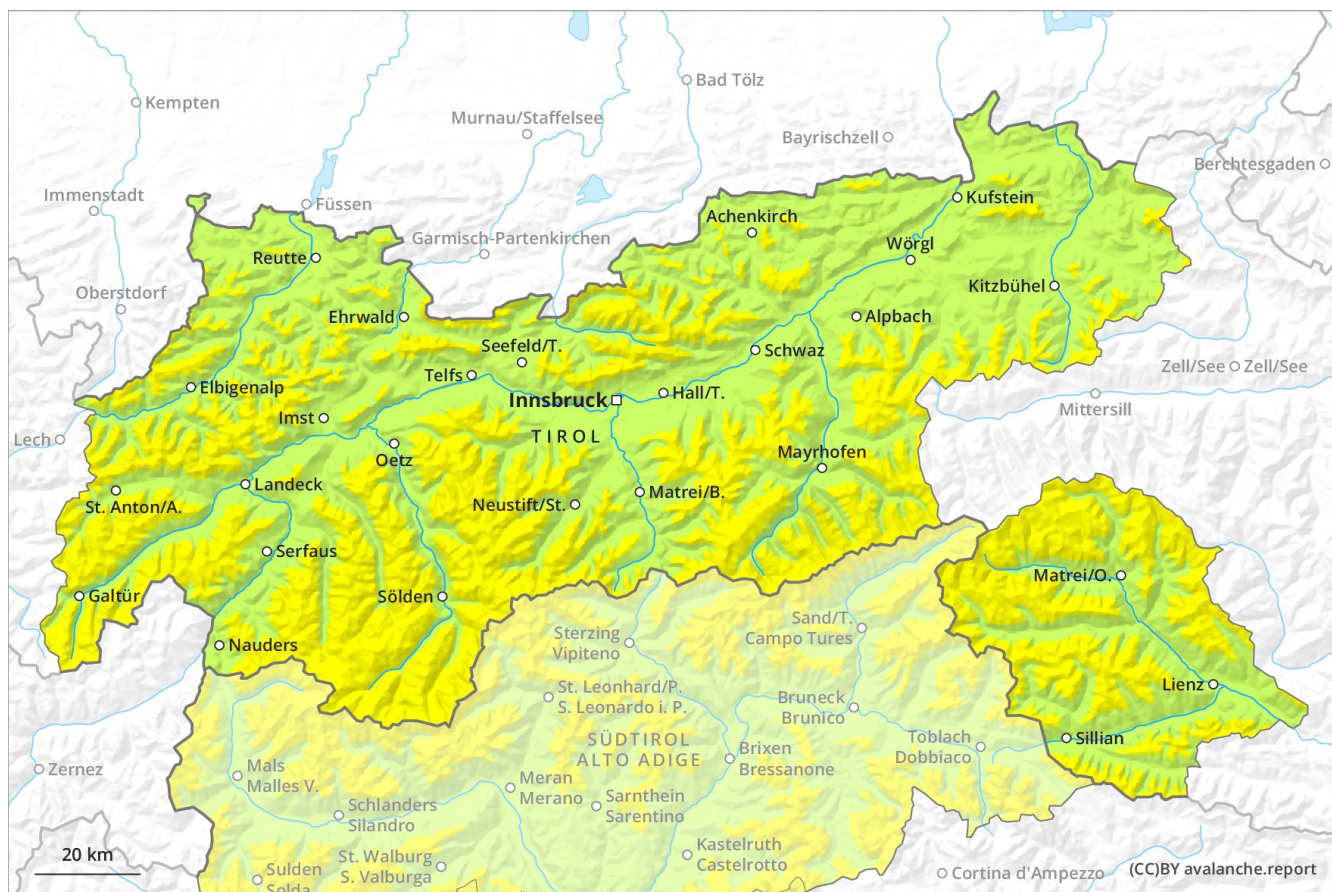 Kempten
Bad Tölz
Murnau/Staffelsee
Bayrischzell
Berchtesgaden
Immenstadt
Füssen
Achenkirch
Kufstein
Garmisch-Partenkirchen
Wörgl
Reutte
Oberstdorf
Kitzbühel
Ehrwald
Alpbach
Seefeld/T.
Schwaz
Telfs
Zell/See
Zell/See
Elbigenalp
Innsbruck
Hall/T.
Mittersill
Imst
Lech
TIROL
Oetz
Mayrhofen
Landeck
St. Anton/A.
Neustift/St.
Matrei/B.
Serfaus
Matrei/O.
Galtür
Sölden
Sterzing
Vipiteno
Sand/T.
Campo Tures
Nauders
St. Leonhard/P.
S. Leonardo i. P.
Bruneck
Brunico
Lienz
SÜDTIROL
ALTO ADIGE
Sillian
Toblach
Dobbiaco
Brixen
Bressanone
Zernez
Mals
Malles V.
Meran
Merano
Sarnthein
Sarentino
Schlanders
Silandro
Kastelruth
Castelrotto
20 km
St. Walburg
S. Valburga
Sulden
Solda
Cortina d'Ampezzo
(CC)BY avalanche.report